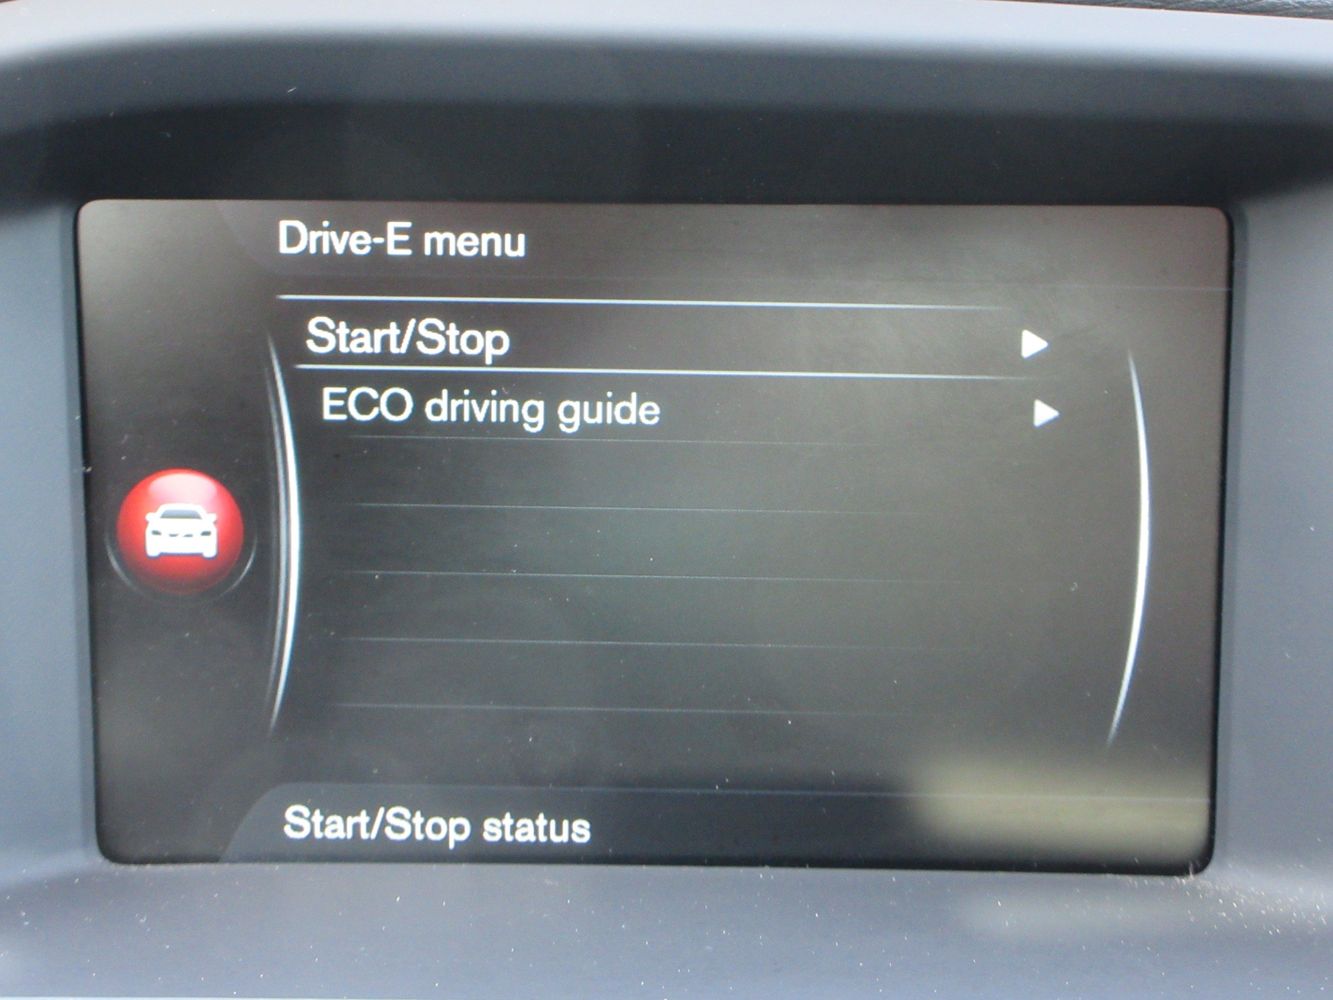 Drive-E menu
Start/Stop
ECO driving guide
Start/Stop status